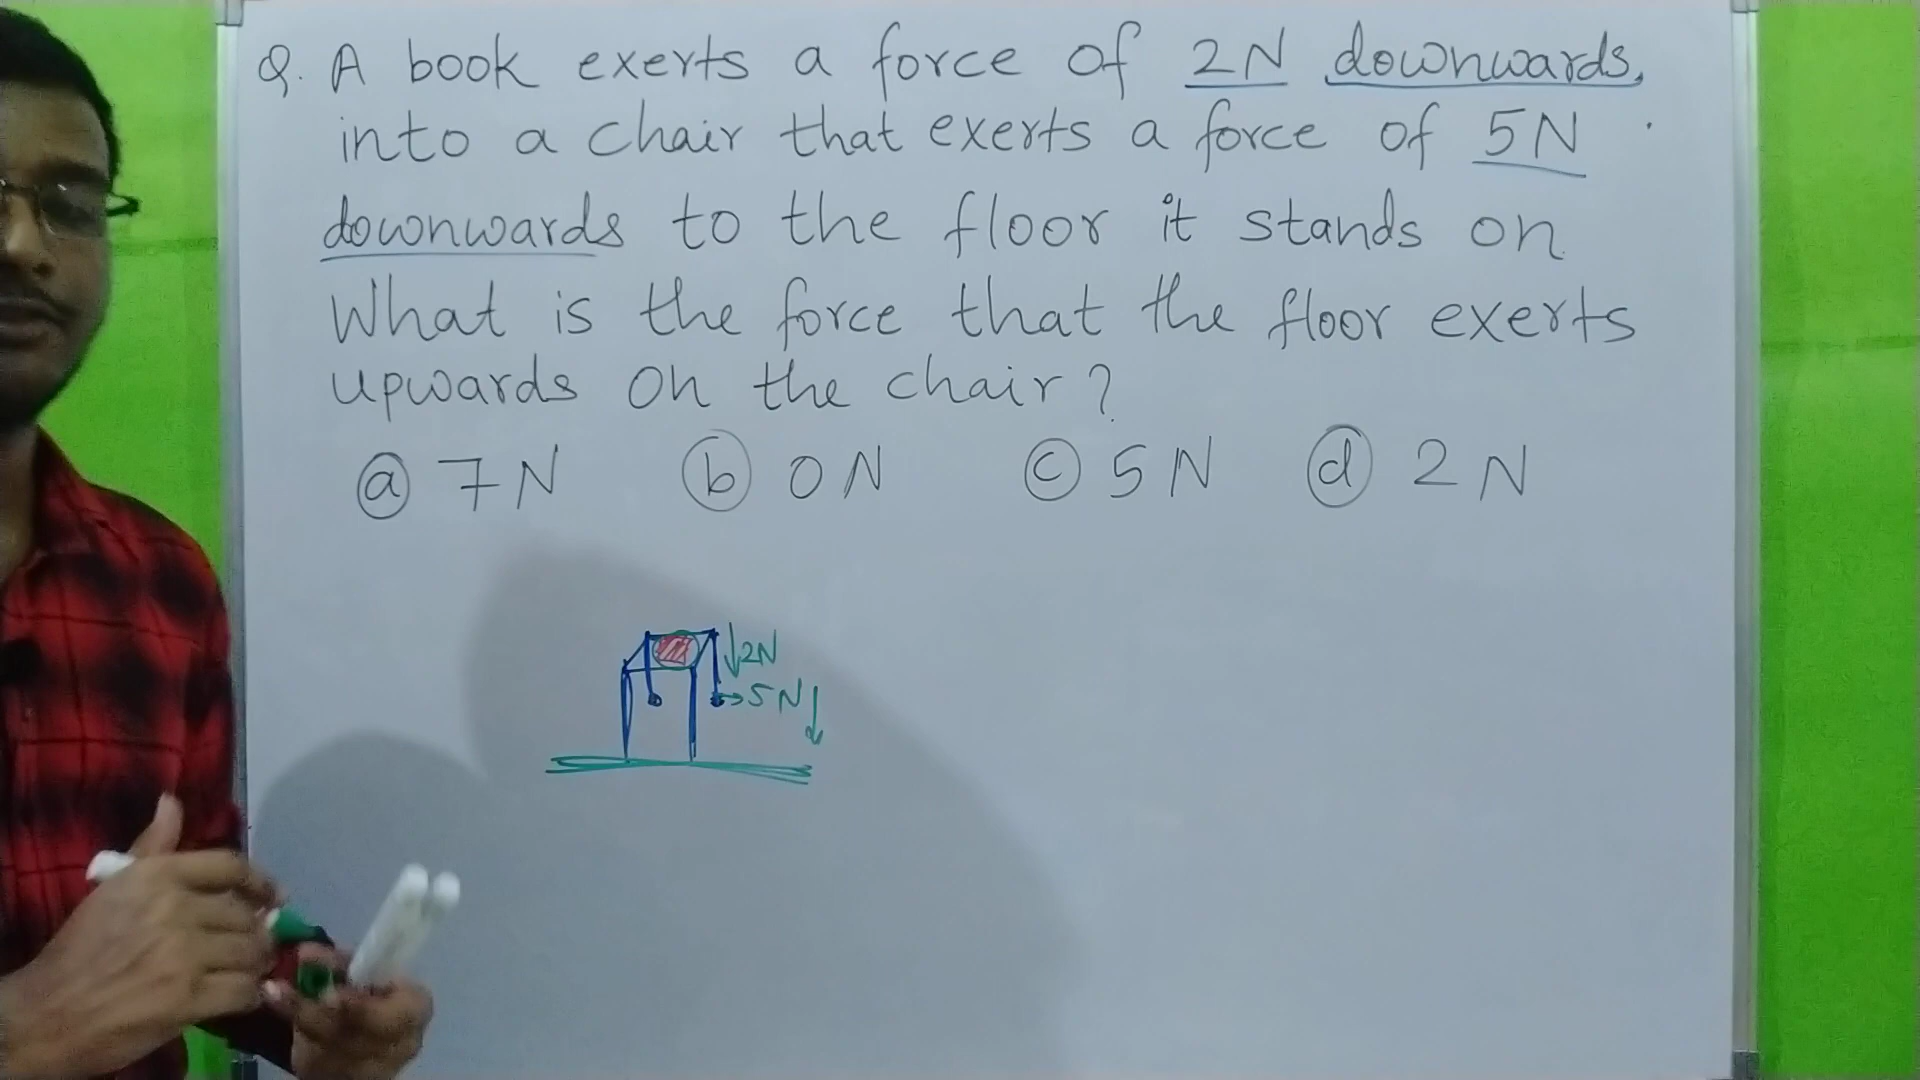 Q. A book exerts a force of 2N downwards,
into a chair that exerts a force of 5N
downwards to the floor it stands on
What is the force that the floor exerts
upwards on the chair?
(a) 7N (b) 0N (c) 5N (d) 2N
↓2N
→5N↓